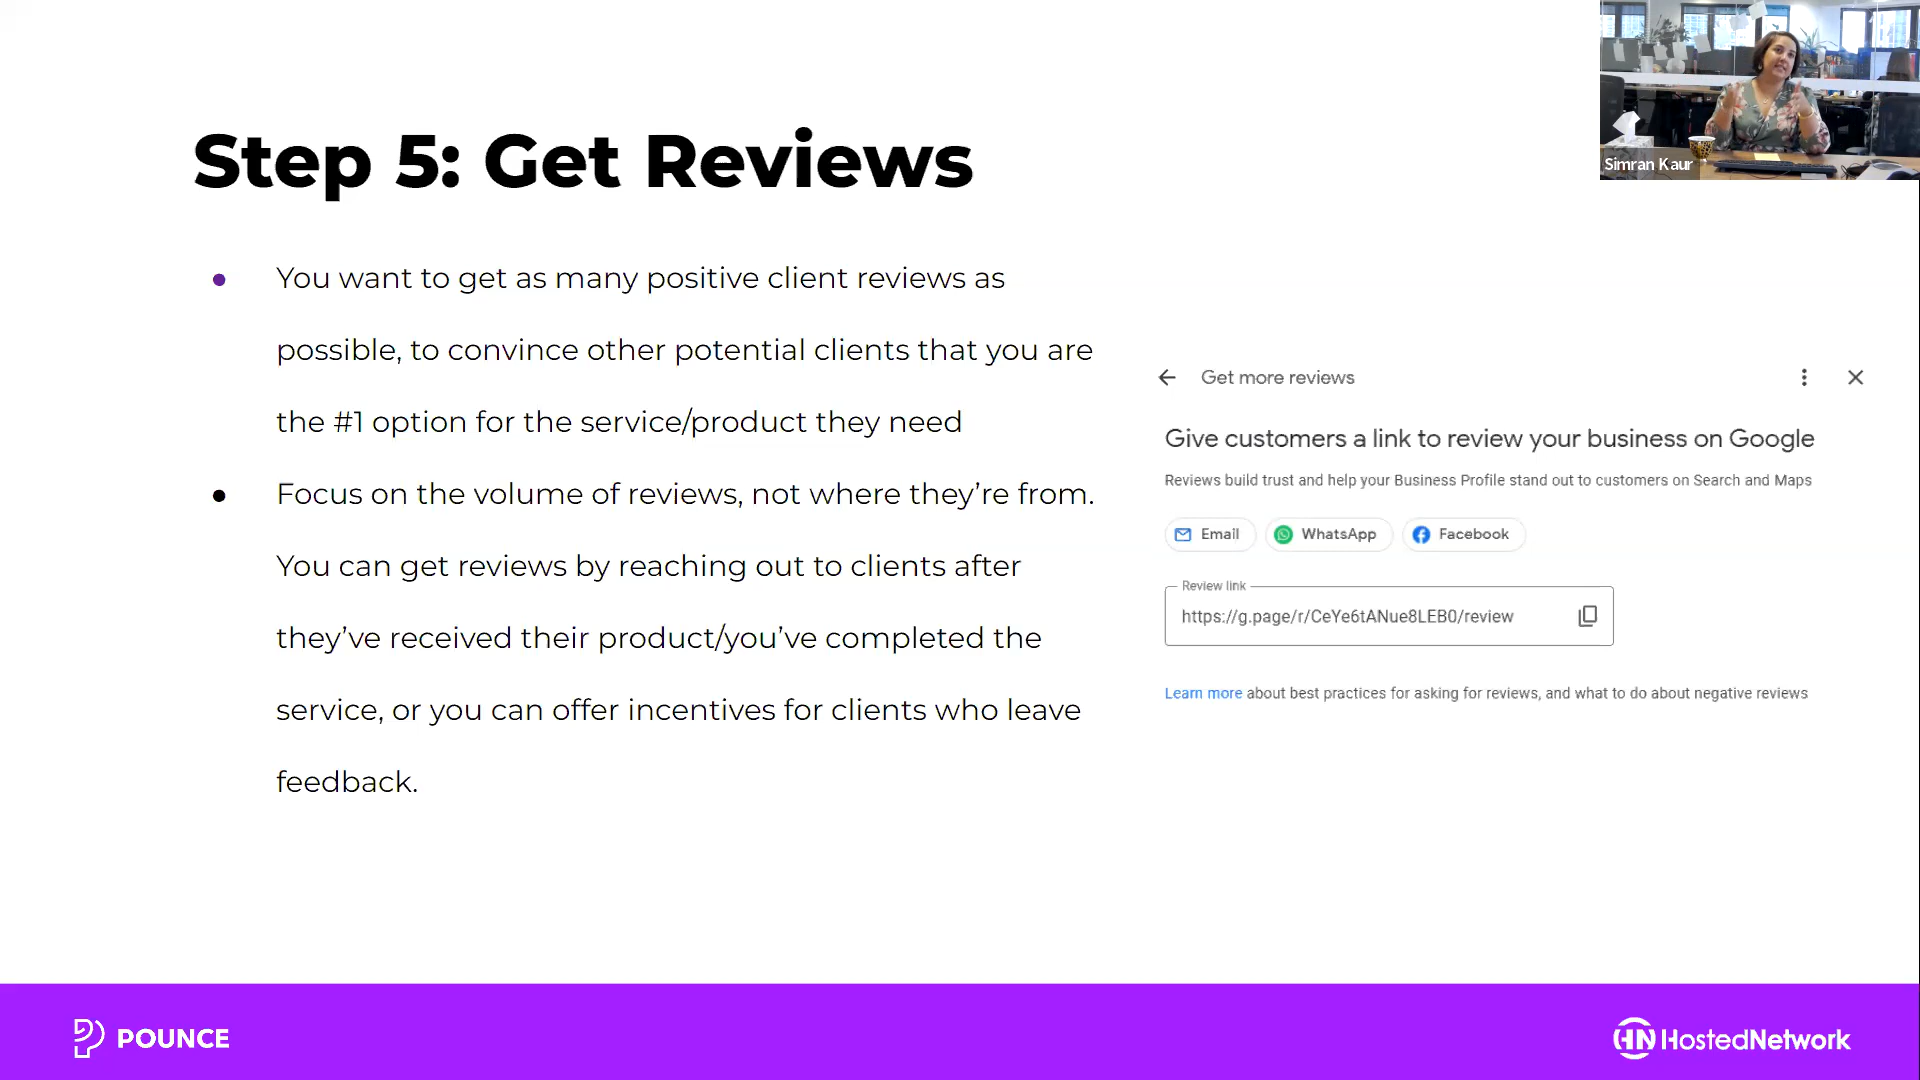 Simran Kaur
Step 5: Get Reviews
● You want to get as many positive client reviews as
possible, to convince other potential clients that you are
the #1 option for the service/product they need
● Focus on the volume of reviews, not where they’re from.
You can get reviews by reaching out to clients after
they’ve received their product/you’ve completed the
service, or you can offer incentives for clients who leave
feedback.
Get more reviews
Give customers a link to review your business on Google
Reviews build trust and help your Business Profile stand out to customers on Search and Maps
Email WhatsApp Facebook
Review link
https://g.page/r/CeYe6tANue8LEB0/review
Learn more about best practices for asking for reviews, and what to do about negative reviews
POUNCE
HN HostedNetwork